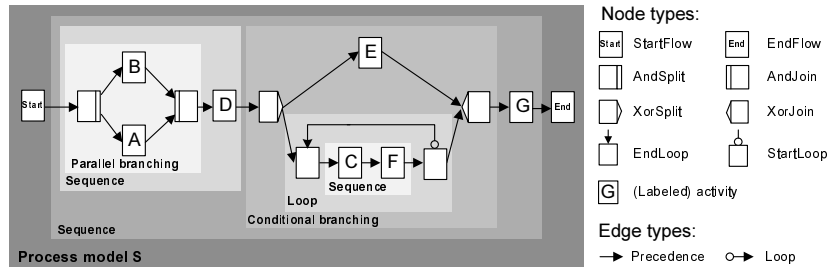 Node types:
Start StartFlow End EndFlow
AndSplit AndJoin
XorSplit XorJoin
EndLoop StartLoop
G (Labeled) activity
Edge types:
Precedence Loop
E
B
Start D G End
A
Parallel branching
Sequence
C F
Sequence
Loop
Conditional branching
Sequence
Process model S